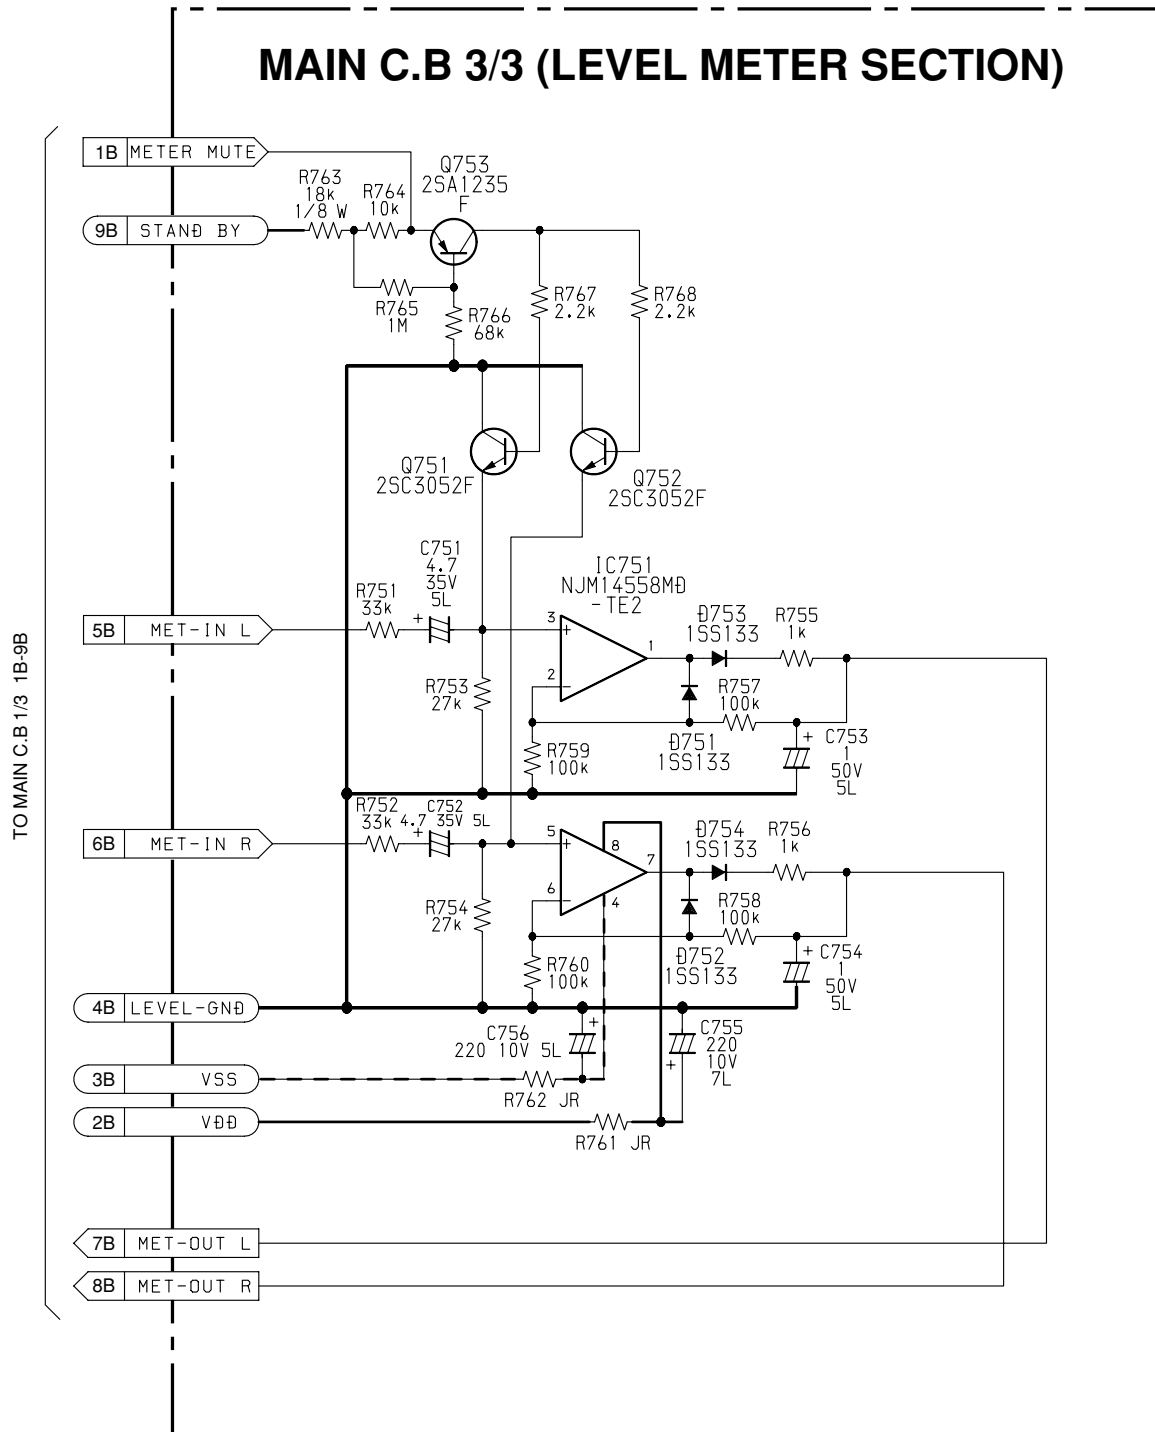 MAIN C.B 3/3 (LEVEL METER SECTION)
TO MAIN C.B 1/3 1B-9B
1B METER MUTE
Q753
2SA1235
F
R763
18k
1/8 W
R764
10k
9B STAND BY
R765
1M
R766
68k
R767
2.2k
R768
2.2k
Q751
2SC3052F
Q752
2SC3052F
C751
4.7
35V
5L
+
IC751
NJM14558MD
-TE2
R751
33k
5B MET-IN L
3
+
2
-
1
D753
1SS133
R755
1k
R753
27k
R757
100k
D751
1SS133
R759
100k
+
C753
1
50V
5L
R752
33k
C752
4.7 35V 5L
+
6B MET-IN R
5
+
8
7
6
-
4
D754
1SS133
R756
1k
R754
27k
R758
100k
D752
1SS133
R760
100k
+
C754
1
50V
5L
4B LEVEL-GND
C756
220 10V 5L
+
C755
220
10V
7L
+
3B VSS
R762 JR
2B VDD
R761 JR
7B MET-OUT L
8B MET-OUT R